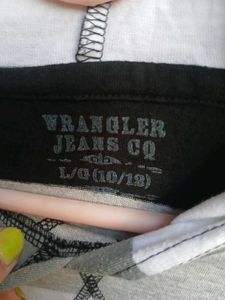 WRANGLER
JEANS CO
L/G (10/12)